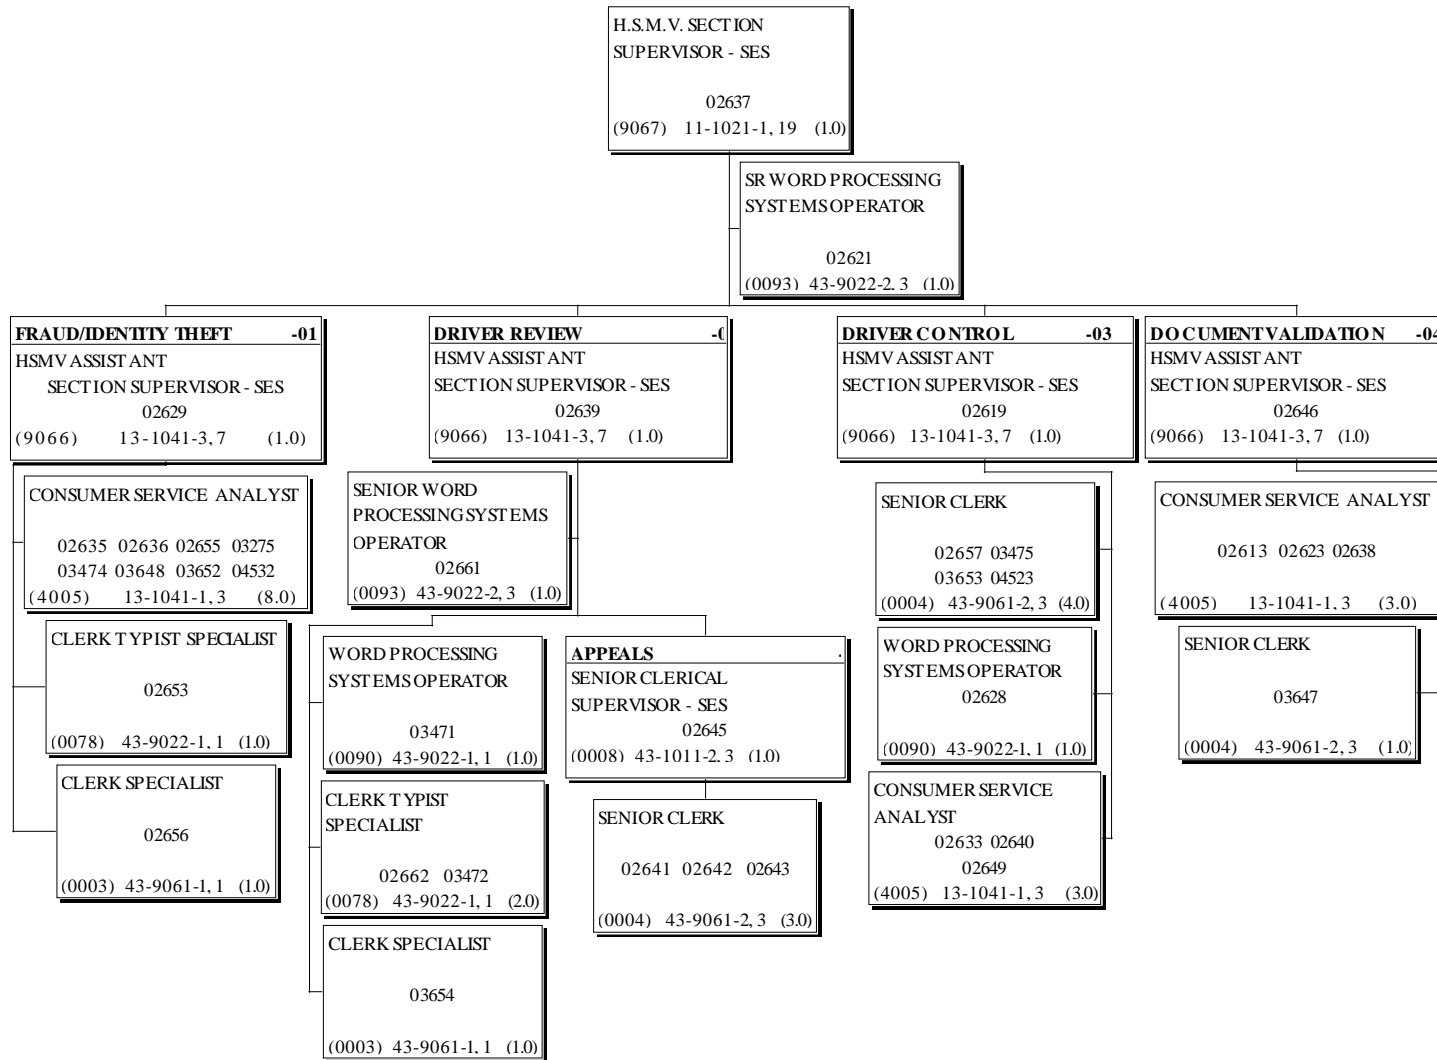 H.S.M.V. SECTION
SUPERVISOR - SES
02637
(9067) 11-1021-1, 19 (1.0)
SR WORD PROCESSING
SYSTEMS OPERATOR
02621
(0093) 43-9022-2, 3 (1.0)
FRAUD/IDENTITY THEFT -01
HSMV ASSISTANT
SECTION SUPERVISOR - SES
02629
(9066) 13-1041-3, 7 (1.0)
CONSUMER SERVICE ANALYST
02635 02636 02655 03275
03474 03648 03652 04532
(4005) 13-1041-1, 3 (8.0)
CLERK TYPIST SPECIALIST
02653
(0078) 43-9022-1, 1 (1.0)
CLERK SPECIALIST
02656
(0003) 43-9061-1, 1 (1.0)
DRIVER REVIEW
HSMV ASSISTANT
SECTION SUPERVISOR - SES
02639
(9066) 13-1041-3, 7 (1.0)
SENIOR WORD
PROCESSING SYSTEMS
OPERATOR
02661
(0093) 43-9022-2, 3 (1.0)
WORD PROCESSING
SYSTEMS OPERATOR
03471
(0090) 43-9022-1, 1 (1.0)
CLERK TYPIST
SPECIALIST
02662 03472
(0078) 43-9022-1, 1 (2.0)
CLERK SPECIALIST
03654
(0003) 43-9061-1, 1 (1.0)
APPEALS
SENIOR CLERICAL
SUPERVISOR - SES
02645
(0008) 43-1011-2, 3 (1.0)
SENIOR CLERK
02641 02642 02643
(0004) 43-9061-2, 3 (3.0)
DRIVER CONTROL -03
HSMV ASSISTANT
SECTION SUPERVISOR - SES
02619
(9066) 13-1041-3, 7 (1.0)
SENIOR CLERK
02657 03475
03653 04523
(0004) 43-9061-2, 3 (4.0)
WORD PROCESSING
SYSTEMS OPERATOR
02628
(0090) 43-9022-1, 1 (1.0)
CONSUMER SERVICE
ANALYST
02633 02640
02649
(4005) 13-1041-1, 3 (3.0)
DOCUMENT VALIDATION -04
HSMV ASSISTANT
SECTION SUPERVISOR - SES
02646
(9066) 13-1041-3, 7 (1.0)
CONSUMER SERVICE ANALYST
02613 02623 02638
(4005) 13-1041-1, 3 (3.0)
SENIOR CLERK
03647
(0004) 43-9061-2, 3 (1.0)